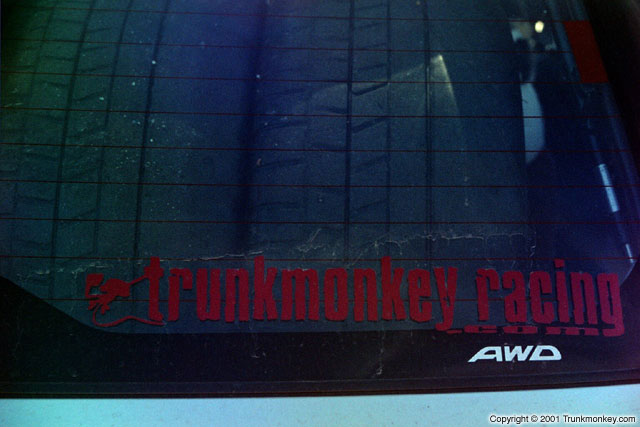 trunkmonkey racing
.com
AWD
Copyright © 2001 Trunkmonkey.com